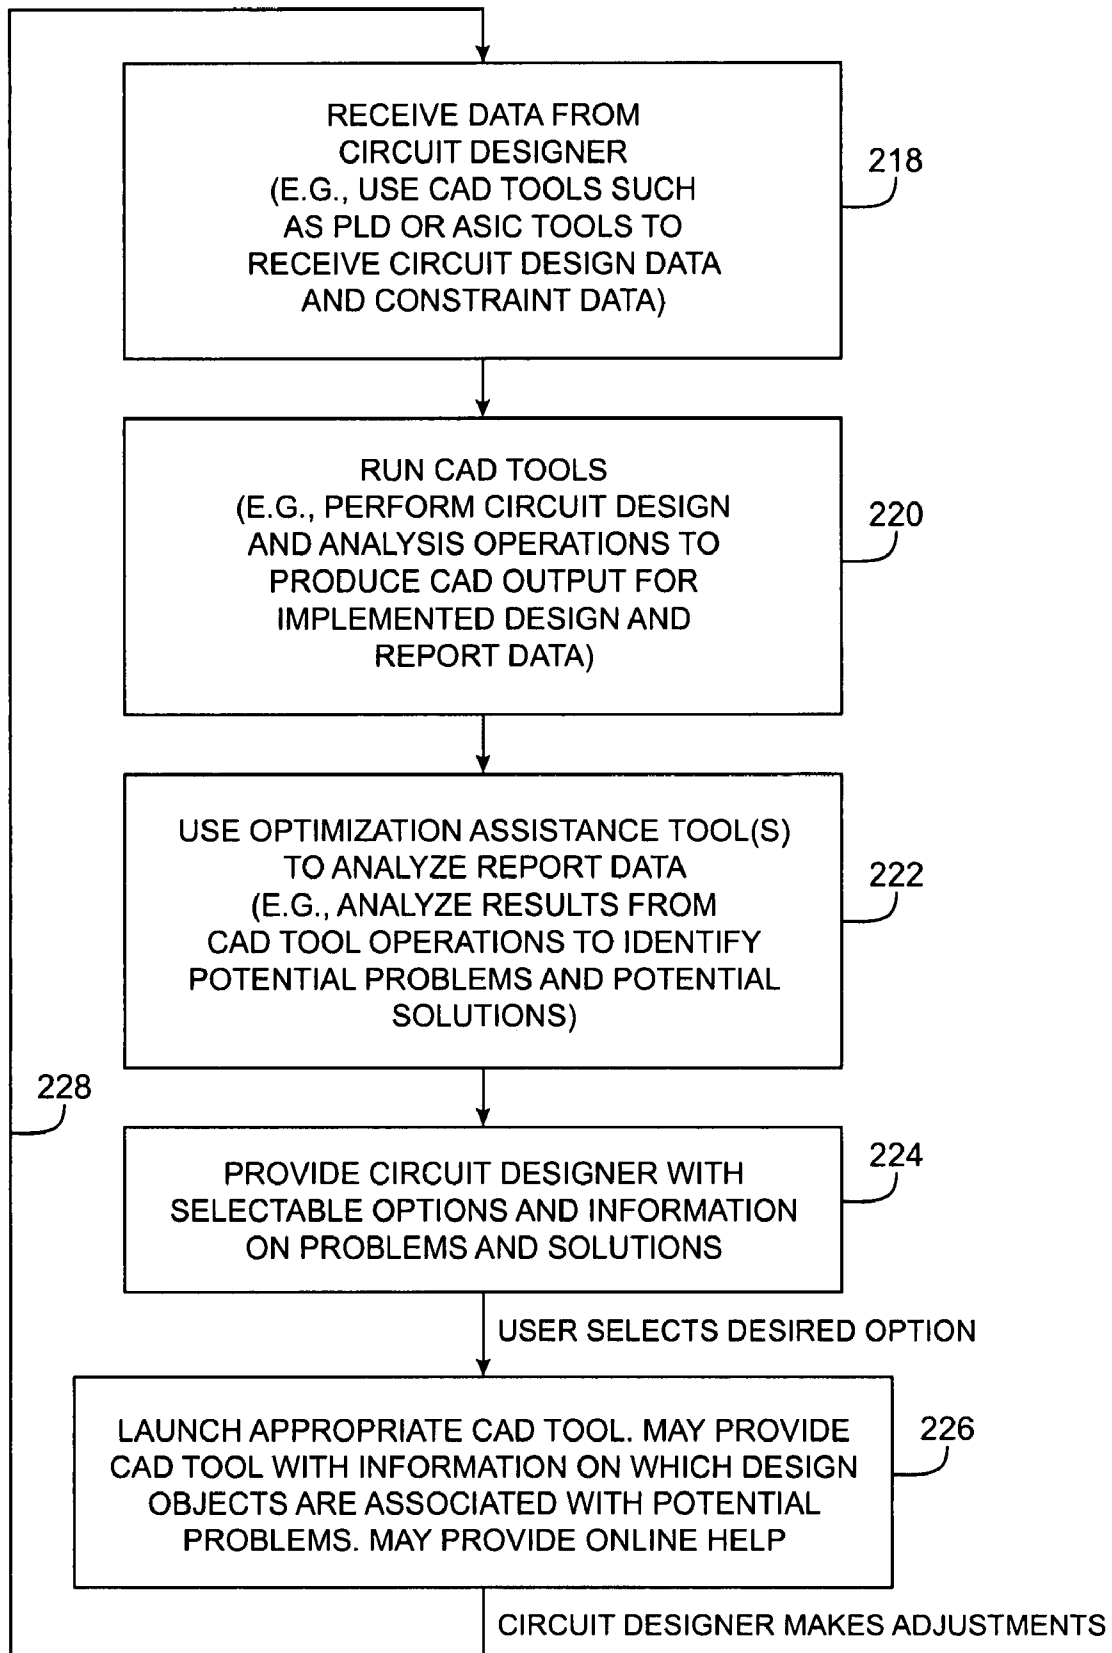 RECEIVE DATA FROM
CIRCUIT DESIGNER
(E.G., USE CAD TOOLS SUCH
AS PLD OR ASIC TOOLS TO
RECEIVE CIRCUIT DESIGN DATA
AND CONSTRAINT DATA)
218
RUN CAD TOOLS
(E.G., PERFORM CIRCUIT DESIGN
AND ANALYSIS OPERATIONS TO
PRODUCE CAD OUTPUT FOR
IMPLEMENTED DESIGN AND
REPORT DATA)
220
USE OPTIMIZATION ASSISTANCE TOOL(S)
TO ANALYZE REPORT DATA
(E.G., ANALYZE RESULTS FROM
CAD TOOL OPERATIONS TO IDENTIFY
POTENTIAL PROBLEMS AND POTENTIAL
SOLUTIONS)
222
228
PROVIDE CIRCUIT DESIGNER WITH
SELECTABLE OPTIONS AND INFORMATION
ON PROBLEMS AND SOLUTIONS
224
USER SELECTS DESIRED OPTION
LAUNCH APPROPRIATE CAD TOOL. MAY PROVIDE
CAD TOOL WITH INFORMATION ON WHICH DESIGN
OBJECTS ARE ASSOCIATED WITH POTENTIAL
PROBLEMS. MAY PROVIDE ONLINE HELP
226
CIRCUIT DESIGNER MAKES ADJUSTMENTS